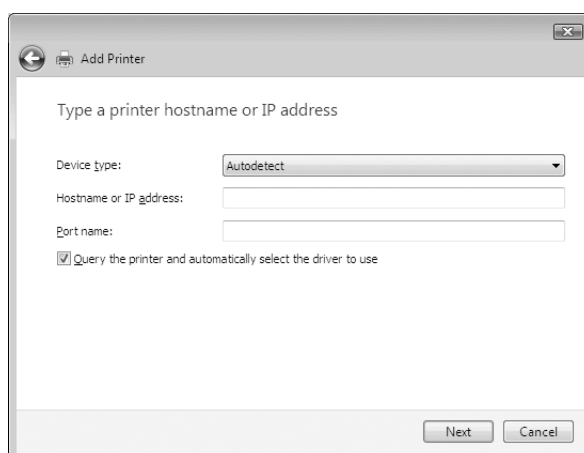 Add Printer
Type a printer hostname or IP address
Device type: Autodetect
Hostname or IP address:
Port name:
Query the printer and automatically select the driver to use
Next Cancel